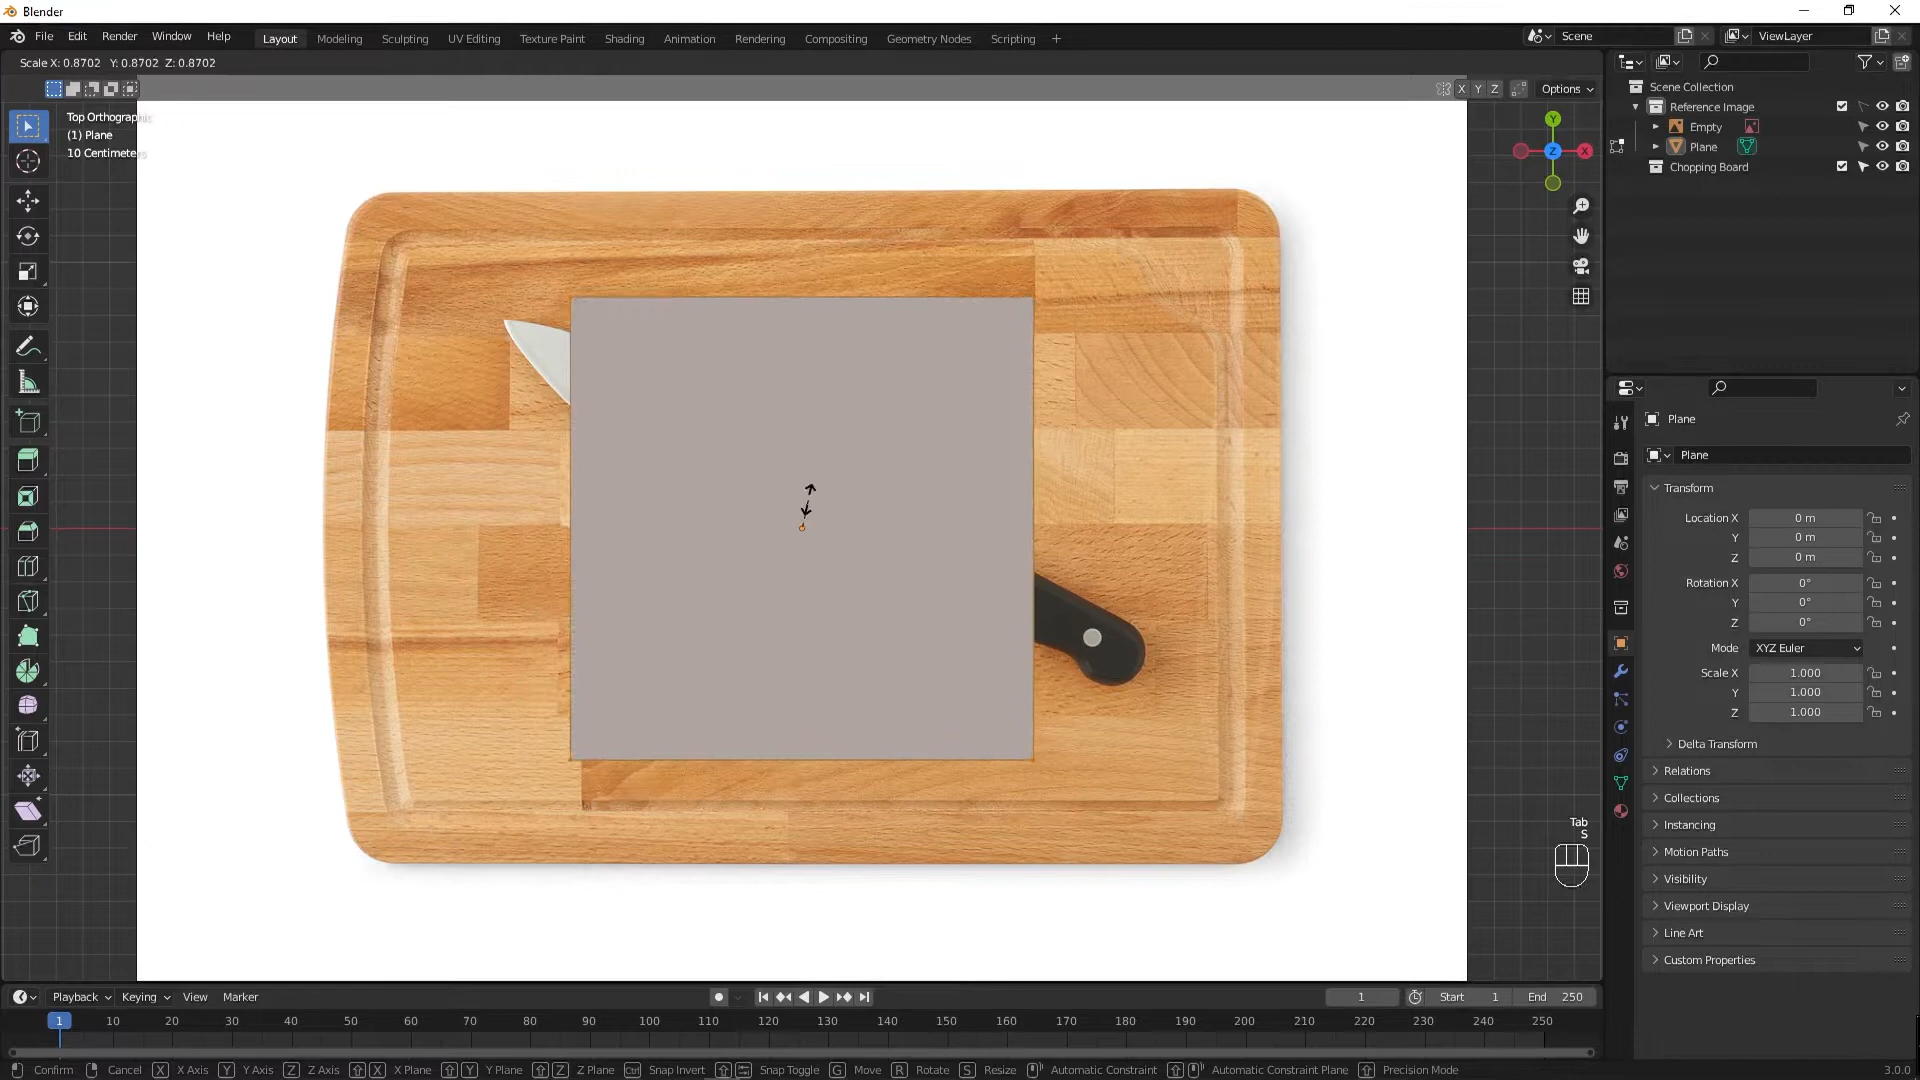 Blender
File Edit Render Window Help Layout Modeling Sculpting UV Editing Texture Paint Shading Animation Rendering Compositing Geometry Nodes Scripting + Scene ViewLayer
Scale X: 0.8702 Y: 0.8702 Z: 0.8702
X Y Z Options
Top Orthographic
(1) Plane
10 Centimeters
Y
Z
X
Scene Collection
Reference Image
Empty
Plane
Chopping Board
Plane
Plane
Transform
Location X 0 m
Y 0 m
Z 0 m
Rotation X 0°
Y 0°
Z 0°
Mode XYZ Euler
Scale X 1.000
Y 1.000
Z 1.000
Delta Transform
Relations
Collections
Instancing
Motion Paths
Visibility
Viewport Display
Line Art
Custom Properties
Tab
S
Playback Keying View Marker 1 Start 1 End 250
1 10 20 30 40 50 60 70 80 90 100 110 120 130 140 150 160 170 180 190 200 210 220 230 240 250
Confirm Cancel X X Axis Y Y Axis Z Z Axis X X Plane Y Y Plane Z Z Plane Ctrl Snap Invert Snap Toggle G Move R Rotate S Resize Automatic Constraint Automatic Constraint Plane Precision Mode 3.0.0